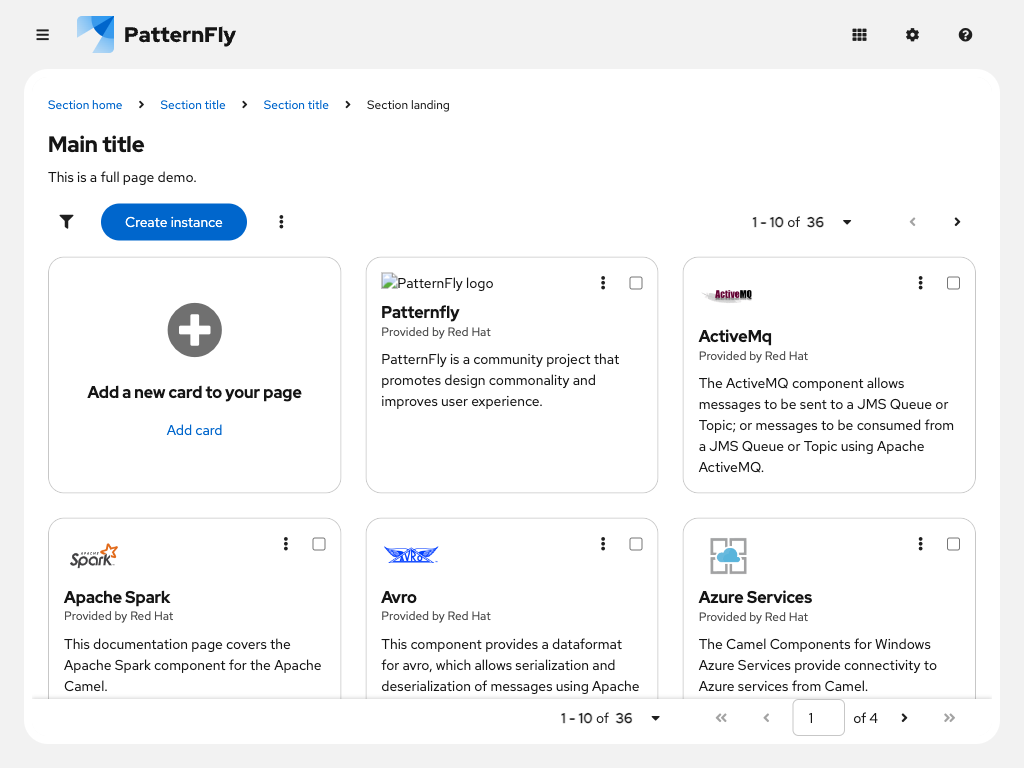 PatternFly
Section home Section title Section title Section landing
Main title
This is a full page demo.
Create instance
1 - 10 of 36
Add a new card to your page
Add card
PatternFly logo
Patternfly
Provided by Red Hat
PatternFly is a community project that
promotes design commonality and
improves user experience.
ActiveMQ
ActiveMq
Provided by Red Hat
The ActiveMQ component allows
messages to be sent to a JMS Queue or
Topic; or messages to be consumed from
a JMS Queue or Topic using Apache
ActiveMQ.
APACHE
Spark
Apache Spark
Provided by Red Hat
This documentation page covers the
Apache Spark component for the Apache
Camel.
AVRO
Avro
Provided by Red Hat
This component provides a dataformat
for avro, which allows serialization and
deserialization of messages using Apache
Azure Services
Provided by Red Hat
The Camel Components for Windows
Azure Services provide connectivity to
Azure services from Camel.
1 - 10 of 36
1 of 4